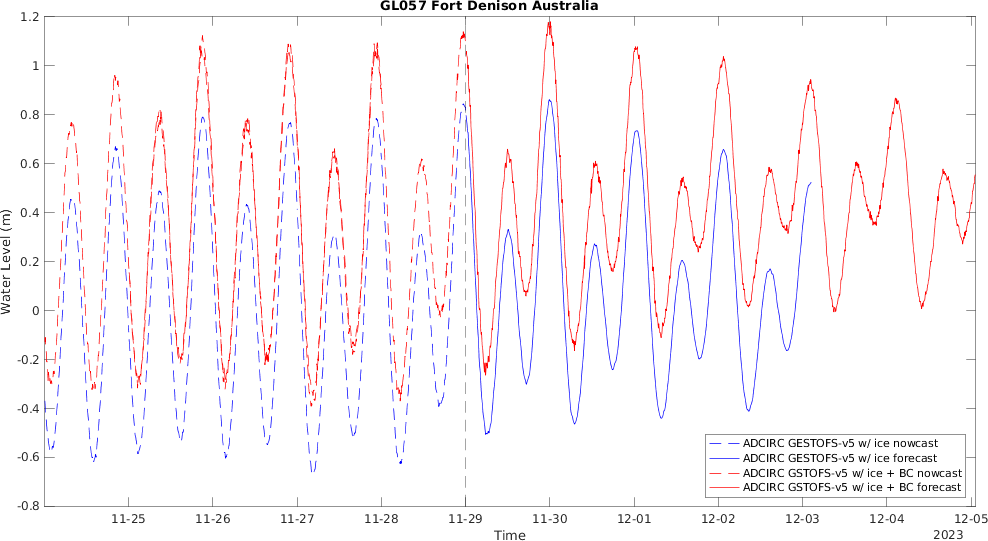 GL057 Fort Denison Australia
1.2
1
0.8
0.6
0.4
0.2
0
-0.2
-0.4
-0.6
-0.8
Water Level (m)
ADCIRC GESTOFS-v5 w/ ice nowcast
ADCIRC GESTOFS-v5 w/ ice forecast
ADCIRC GSTOFS-v5 w/ ice + BC nowcast
ADCIRC GSTOFS-v5 w/ ice + BC forecast
11-25 11-26 11-27 11-28 11-29 11-30 12-01 12-02 12-03 12-04 12-05
Time
2023